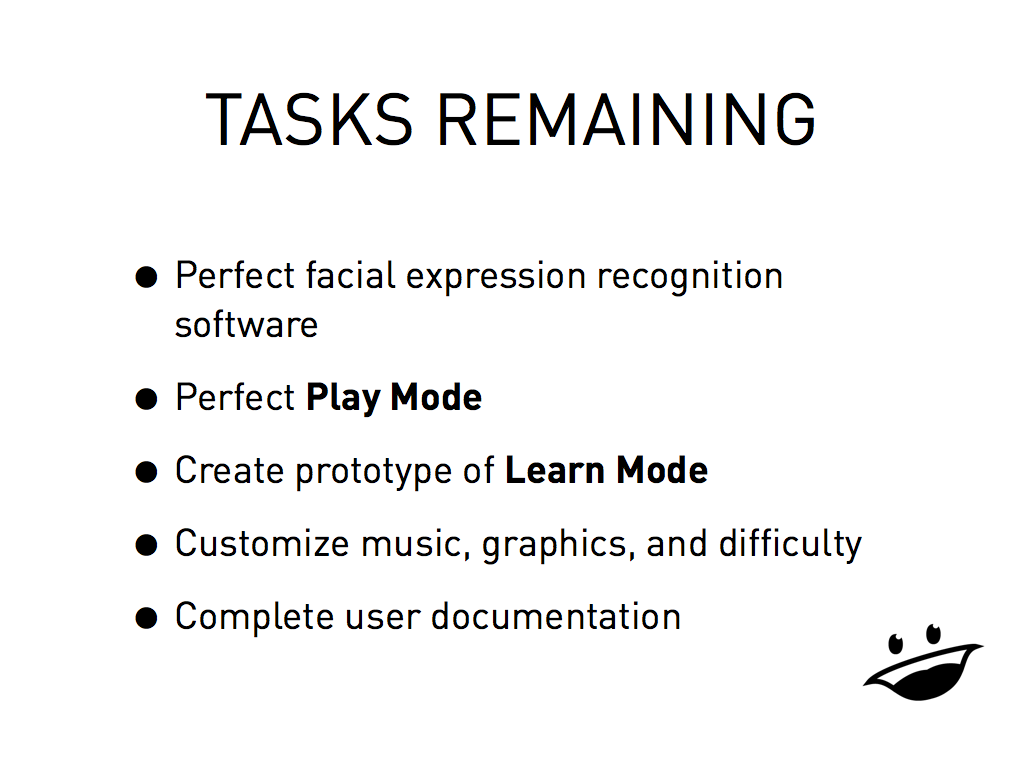 TASKS REMAINING
● Perfect facial expression recognition
software
● Perfect Play Mode
● Create prototype of Learn Mode
● Customize music, graphics, and difficulty
● Complete user documentation